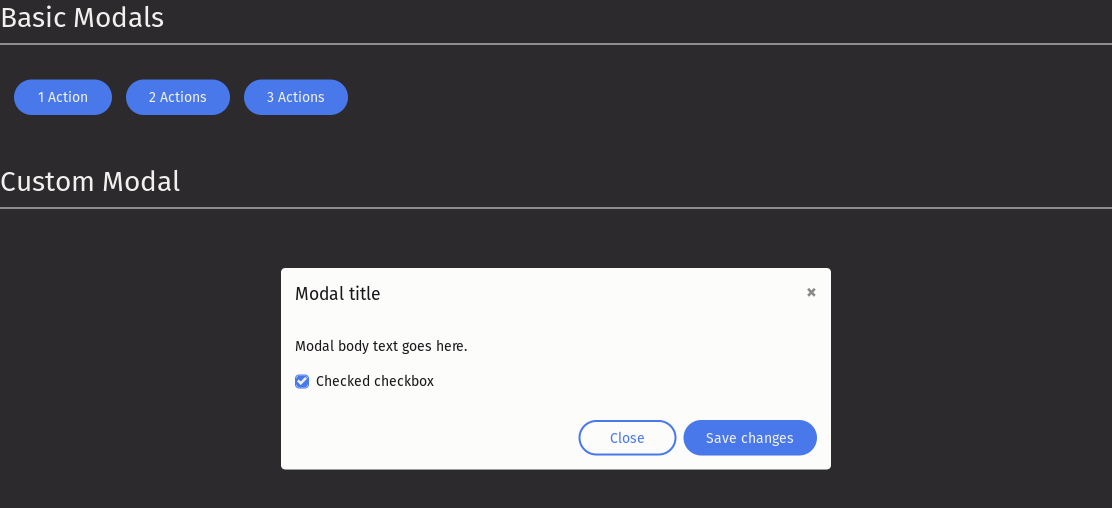 Basic Modals
1 Action 2 Actions 3 Actions
Custom Modal
Modal title ×
Modal body text goes here.
Checked checkbox
Close Save changes